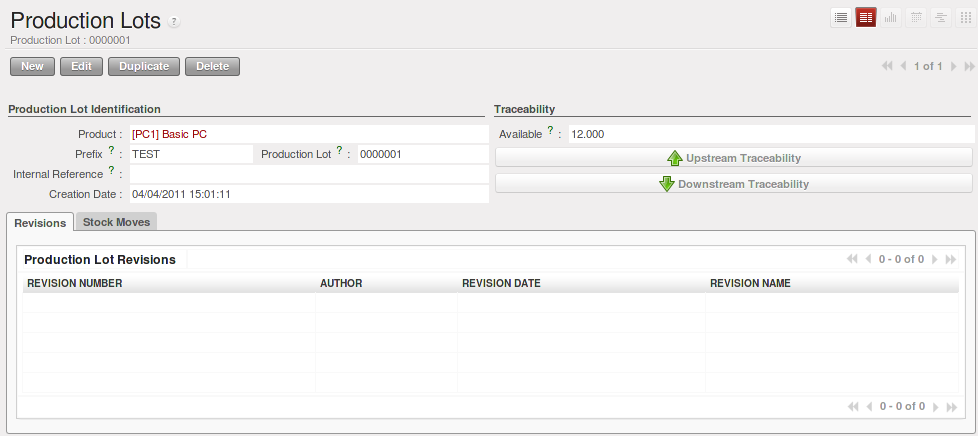 Production Lots ?
Production Lot : 0000001
New Edit Duplicate Delete 1 of 1
Production Lot Identification
Product : [PC1] Basic PC
Prefix ? : TEST Production Lot ? : 0000001
Internal Reference ? :
Creation Date : 04/04/2011 15:01:11
Traceability
Available ? : 12.000
Upstream Traceability
Downstream Traceability
Revisions Stock Moves
Production Lot Revisions 0 - 0 of 0
REVISION NUMBER AUTHOR REVISION DATE REVISION NAME
0 - 0 of 0